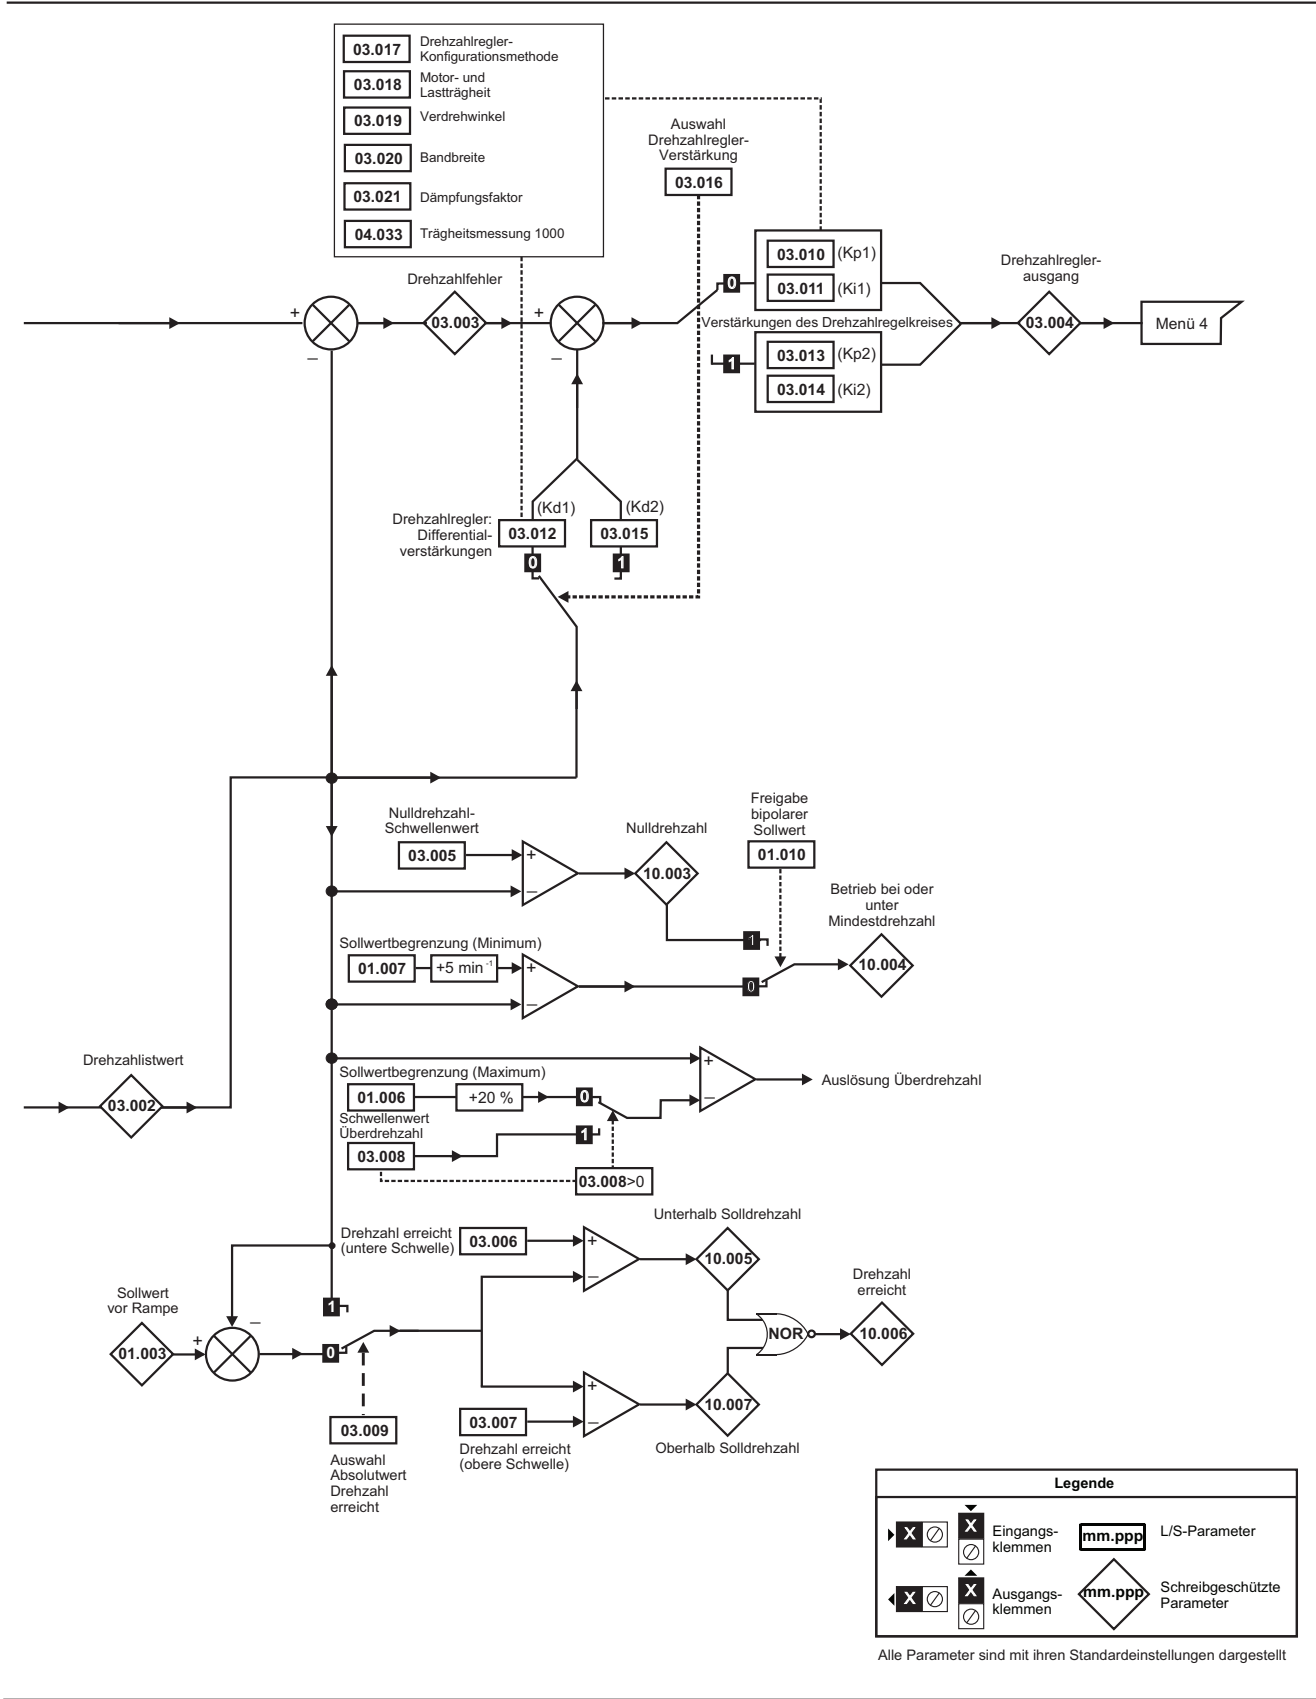 03.017 Drehzahlregler-
Konfigurationsmethode
03.018 Motor- und
Lastträgheit
03.019 Verdrehwinkel
03.020 Bandbreite
03.021 Dämpfungsfaktor
04.033 Trägheitsmessung 1000
Auswahl
Drehzahlregler-
Verstärkung
03.016
Drehzahlfehler
+
–
03.003
+
–
0
03.010 (Kp1)
03.011 (Ki1)
Verstärkungen des Drehzahlregelkreises
1
03.013 (Kp2)
03.014 (Ki2)
Drehzahlregler-
ausgang
03.004
Menü 4
Drehzahlregler:
Differential-
verstärkungen
(Kd1)
03.012
0
(Kd2)
03.015
1
Nulldrehzahl-
Schwellenwert
03.005
+
–
Nulldrehzahl
10.003
Freigabe
bipolarer
Sollwert
01.010
1
0
Betrieb bei oder
unter
Mindestdrehzahl
10.004
Sollwertbegrenzung (Minimum)
01.007 +5 min -1
+
–
Drehzahlistwert
03.002
Sollwertbegrenzung (Maximum)
01.006 +20 % 0
Schwellenwert
Überdrehzahl
03.008
1
03.008>0
+
–
Auslösung Überdrehzahl
Drehzahl erreicht
(untere Schwelle)
03.006
+
–
Unterhalb Solldrehzahl
10.005
Sollwert
vor Rampe
01.003
+
–
1
0
03.009
Auswahl
Absolutwert
Drehzahl
erreicht
NOR
Drehzahl
erreicht
10.006
03.007
+
–
Drehzahl erreicht
(obere Schwelle)
10.007
Oberhalb Solldrehzahl
Legende
X X Eingangs-
klemmen
mm.ppp L/S-Parameter
X X Ausgangs-
klemmen
mm.ppp Schreibgeschützte
Parameter
Alle Parameter sind mit ihren Standardeinstellungen dargestellt